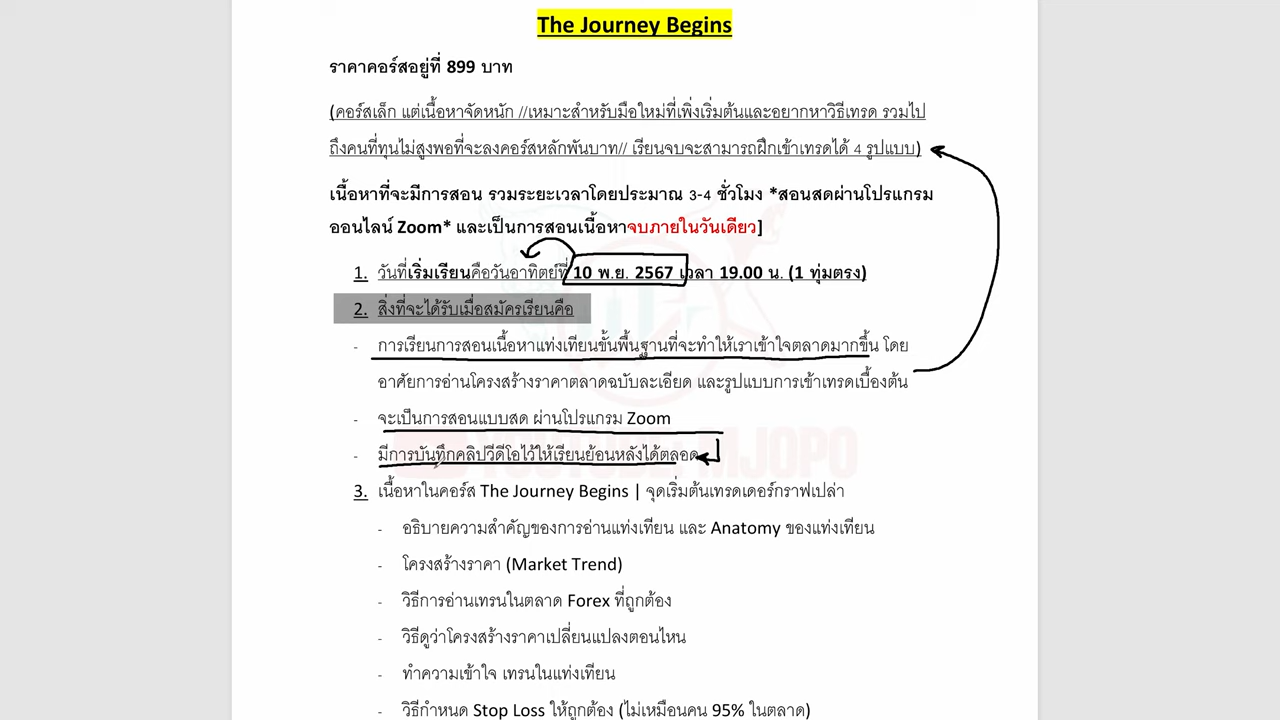 The Journey Begins
ราคาคอร์สอยู่ที่ 899 บาท
(คอร์สเล็ก แต่เนื้อหาจัดหนัก //เหมาะสำหรับมือใหม่ที่เพิ่งเริ่มต้นและอยากหาวิธีเทรด รวมไป
ถึงคนที่ทุนไม่สูงพอที่จะลงคอร์สหลักพันบาท// เรียนจบจะสามารถฝึกเข้าเทรดได้ 4 รูปแบบ)
เนื้อหาที่จะมีการสอน รวมระยะเวลาโดยประมาณ 3-4 ชั่วโมง *สอนสดผ่านโปรแกรม
ออนไลน์ Zoom* และเป็นการสอนเนื้อหาจบภายในวันเดียว]
1. วันที่เริ่มเรียนคือวันอาทิตย์ที่ 10 พ.ย. 2567 เวลา 19.00 น. (1 ทุ่มตรง)
2. สิ่งที่จะได้รับเมื่อสมัครเรียนคือ
- การเรียนการสอนเนื้อหาแท่งเทียนขั้นพื้นฐานที่จะทำให้เราเข้าใจตลาดมากขึ้น โดย
อาศัยการอ่านโครงสร้างราคาตลาดฉบับละเอียด และรูปแบบการเข้าเทรดเบื้องต้น
- จะเป็นการสอนแบบสด ผ่านโปรแกรม Zoom
- มีการบันทึกคลิปวีดีโอไว้ให้เรียนย้อนหลังได้ตลอด
YOUTUBE: MJOPO
3. เนื้อหาในคอร์ส The Journey Begins | จุดเริ่มต้นเทรดเดอร์กราฟเปล่า
- อธิบายความสำคัญของการอ่านแท่งเทียน และ Anatomy ของแท่งเทียน
- โครงสร้างราคา (Market Trend)
- วิธีการอ่านเทรนในตลาด Forex ที่ถูกต้อง
- วิธีดูว่าโครงสร้างราคาเปลี่ยนแปลงตอนไหน
- ทำความเข้าใจ เทรนในแท่งเทียน
- วิธีกำหนด Stop Loss ให้ถูกต้อง (ไม่เหมือนคน 95% ในตลาด)